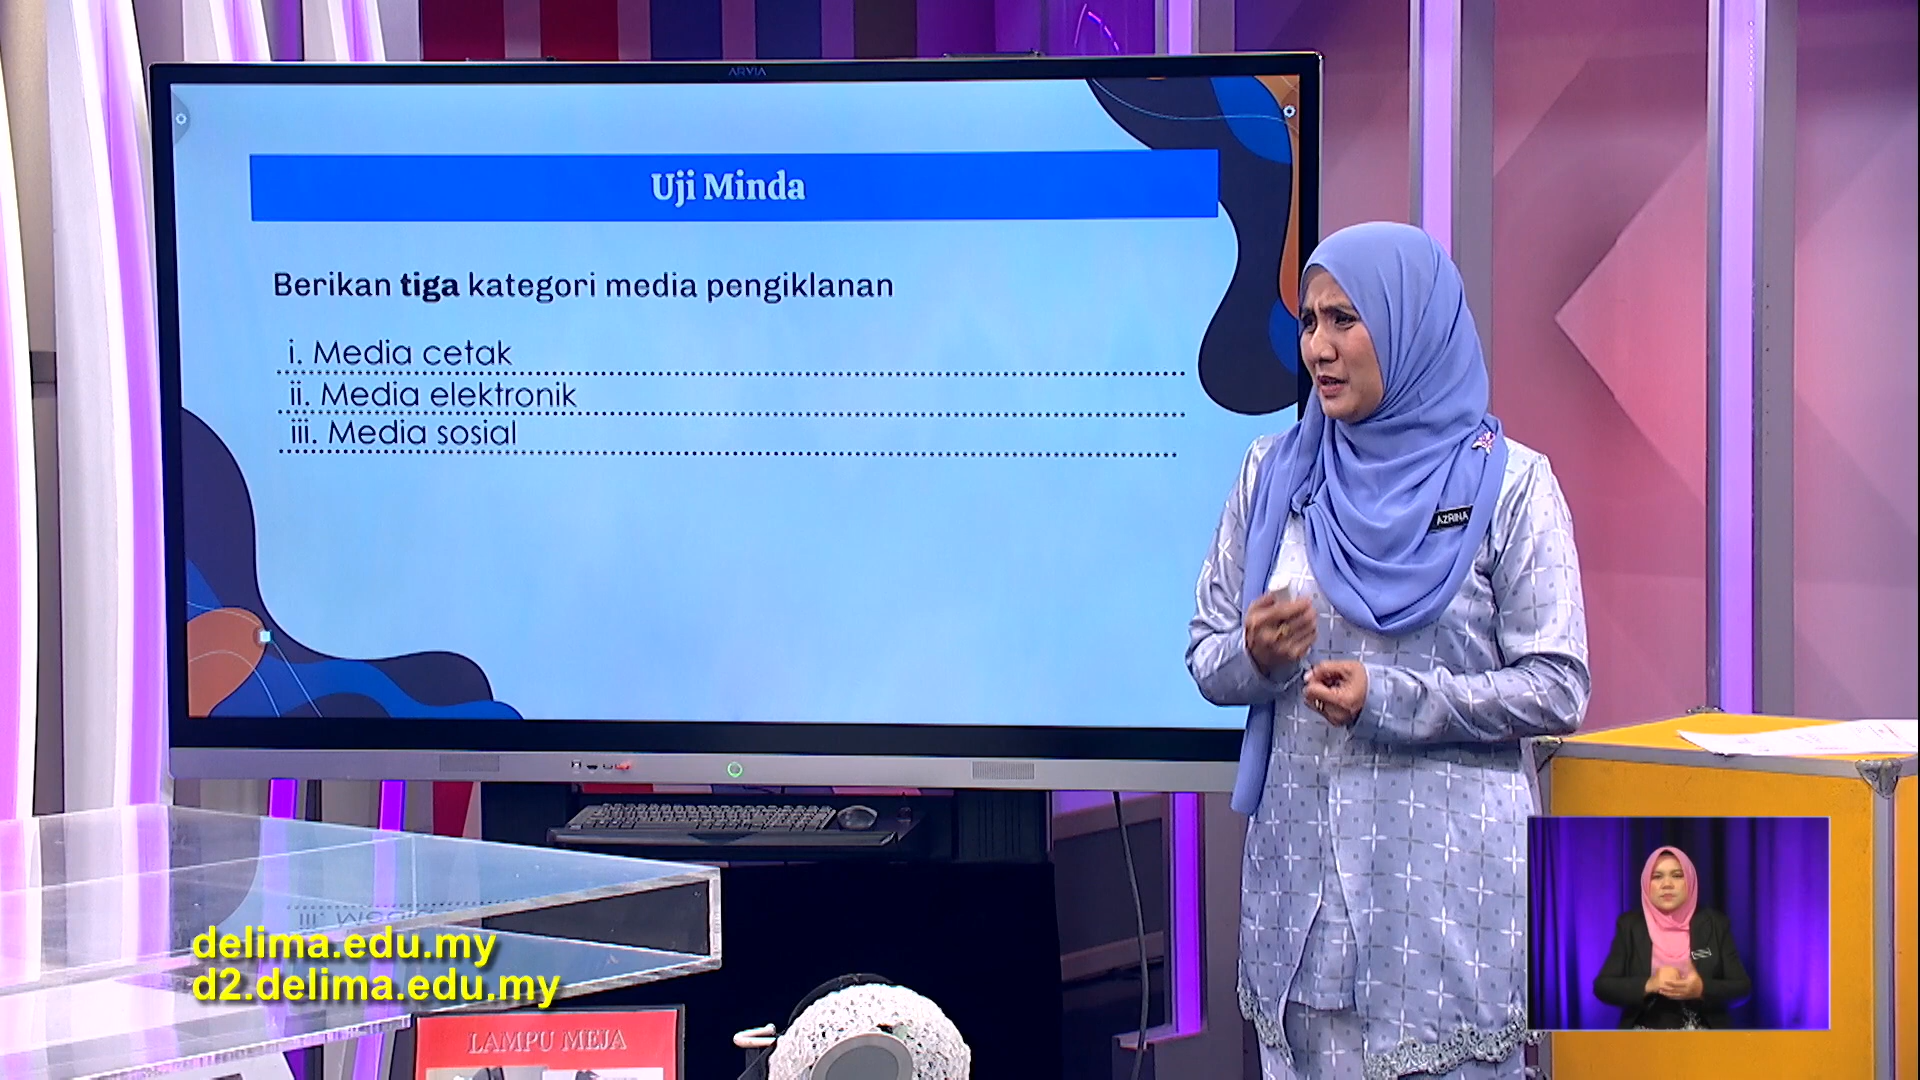 ARVIA
Uji Minda
Berikan tiga kategori media pengiklanan
i. Media cetak
ii. Media elektronik
iii. Media sosial
AZRINA
delima.edu.my
d2.delima.edu.my
LAMPU MEJA